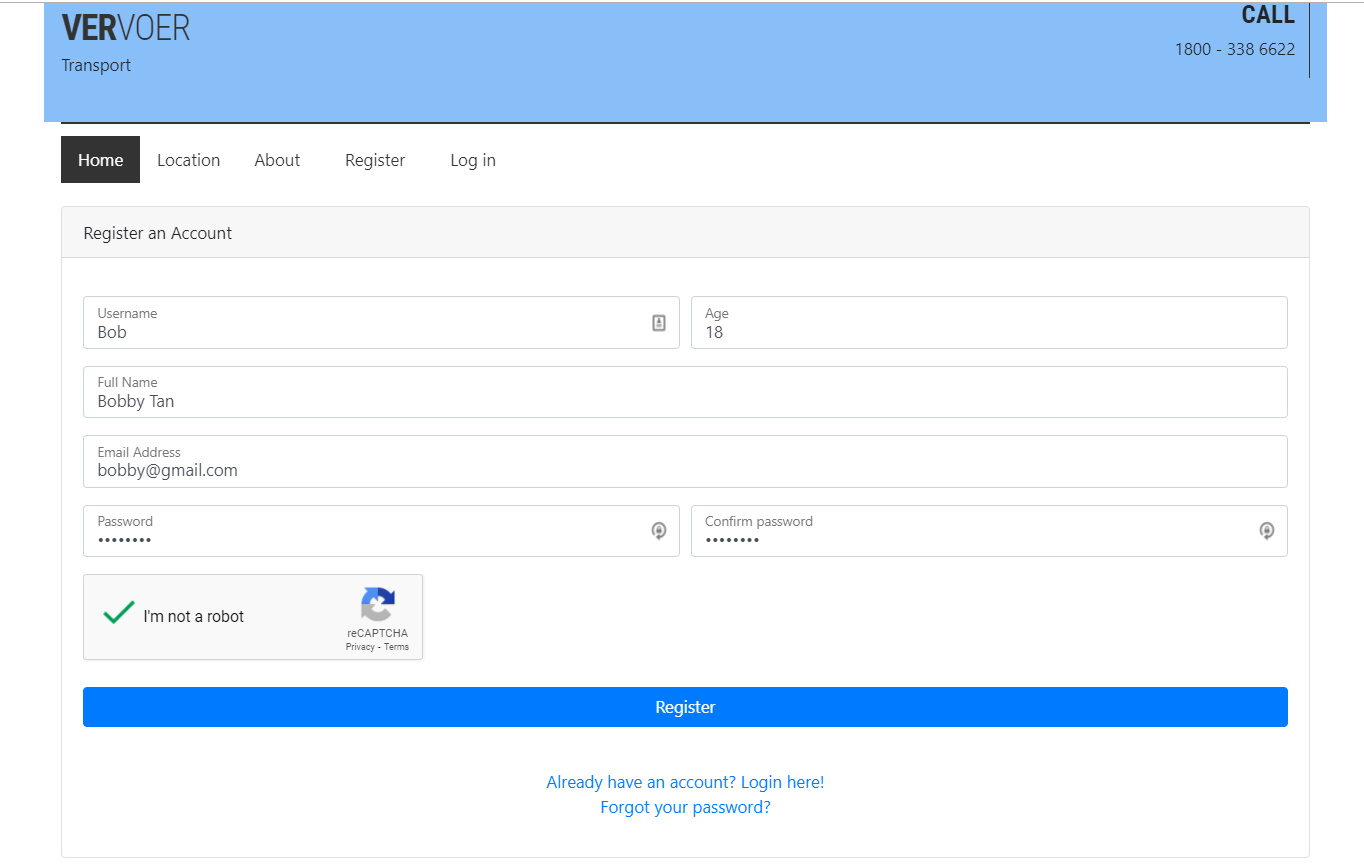 VERVOER
Transport
CALL
1800 - 338 6622
Home Location About Register Log in
Register an Account
Username
Bob
Age
18
Full Name
Bobby Tan
Email Address
bobby@gmail.com
Password
••••••••
Confirm password
••••••••
I'm not a robot
reCAPTCHA
Privacy - Terms
Register
Already have an account? Login here!
Forgot your password?